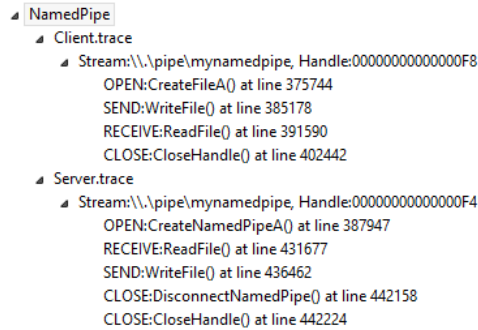 NamedPipe
Client.trace
Stream:\\.\pipe\mynamedpipe, Handle:00000000000000F8
OPEN:CreateFileA() at line 375744
SEND:WriteFile() at line 385178
RECEIVE:ReadFile() at line 391590
CLOSE:CloseHandle() at line 402442
Server.trace
Stream:\\.\pipe\mynamedpipe, Handle:00000000000000F4
OPEN:CreateNamedPipeA() at line 387947
RECEIVE:ReadFile() at line 431677
SEND:WriteFile() at line 436462
CLOSE:DisconnectNamedPipe() at line 442158
CLOSE:CloseHandle() at line 442224